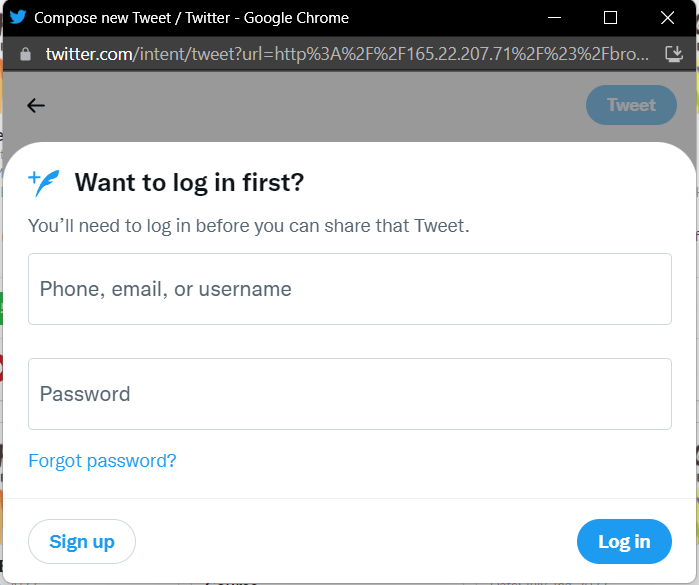 Compose new Tweet / Twitter - Google Chrome
twitter.com/intent/tweet?url=http%3A%2F%2F165.22.207.71%2F%23%2Fbro...
Tweet
Want to log in first?
You’ll need to log in before you can share that Tweet.
Phone, email, or username
Password
Forgot password?
Sign up
Log in